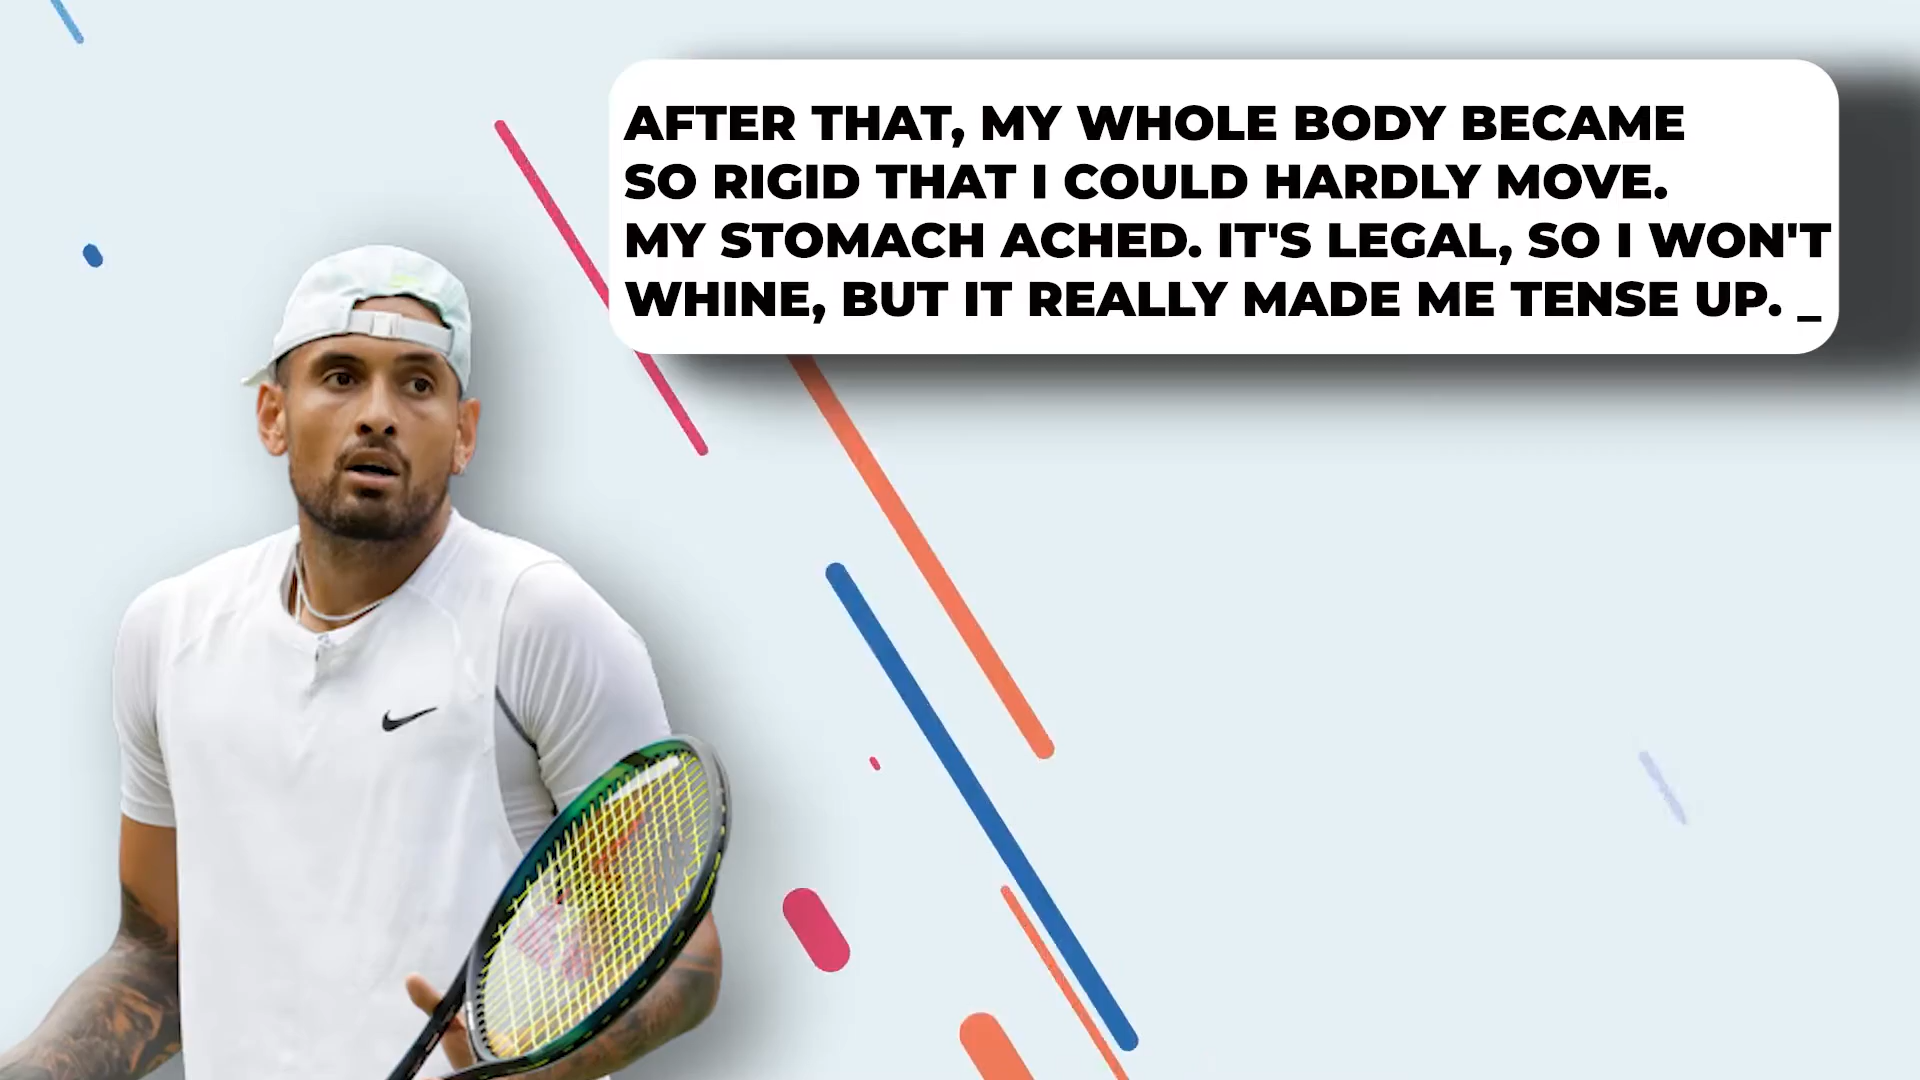 AFTER THAT, MY WHOLE BODY BECAME
SO RIGID THAT I COULD HARDLY MOVE.
MY STOMACH ACHED. IT'S LEGAL, SO I WON'T
WHINE, BUT IT REALLY MADE ME TENSE UP. _